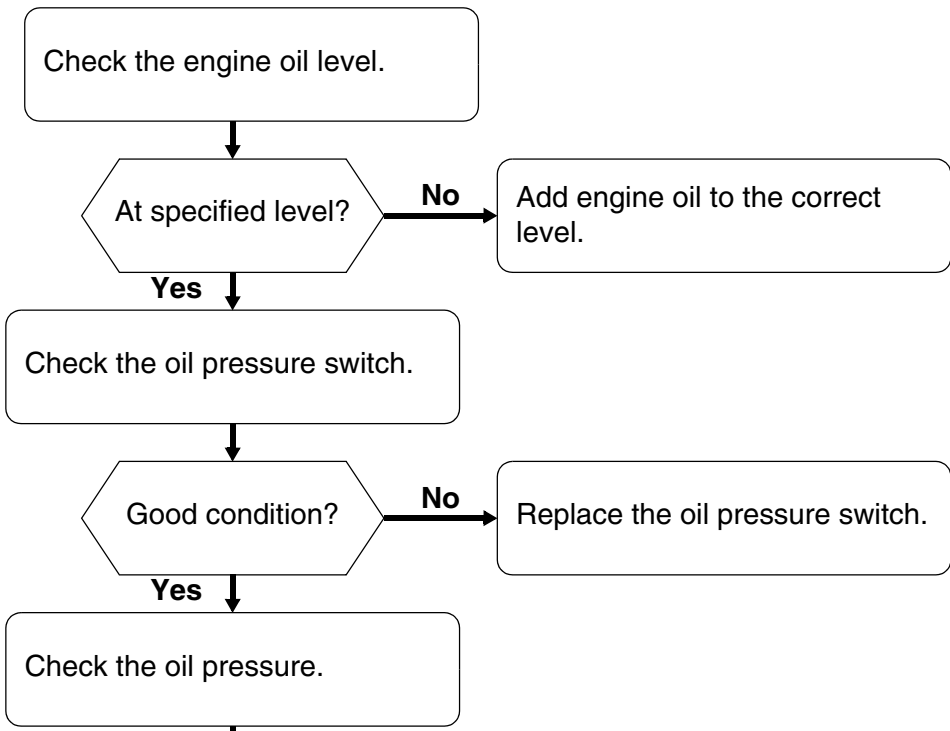 Check the engine oil level.
At specified level?
No
Add engine oil to the correct
level.
Yes
Check the oil pressure switch.
Good condition?
No
Replace the oil pressure switch.
Yes
Check the oil pressure.